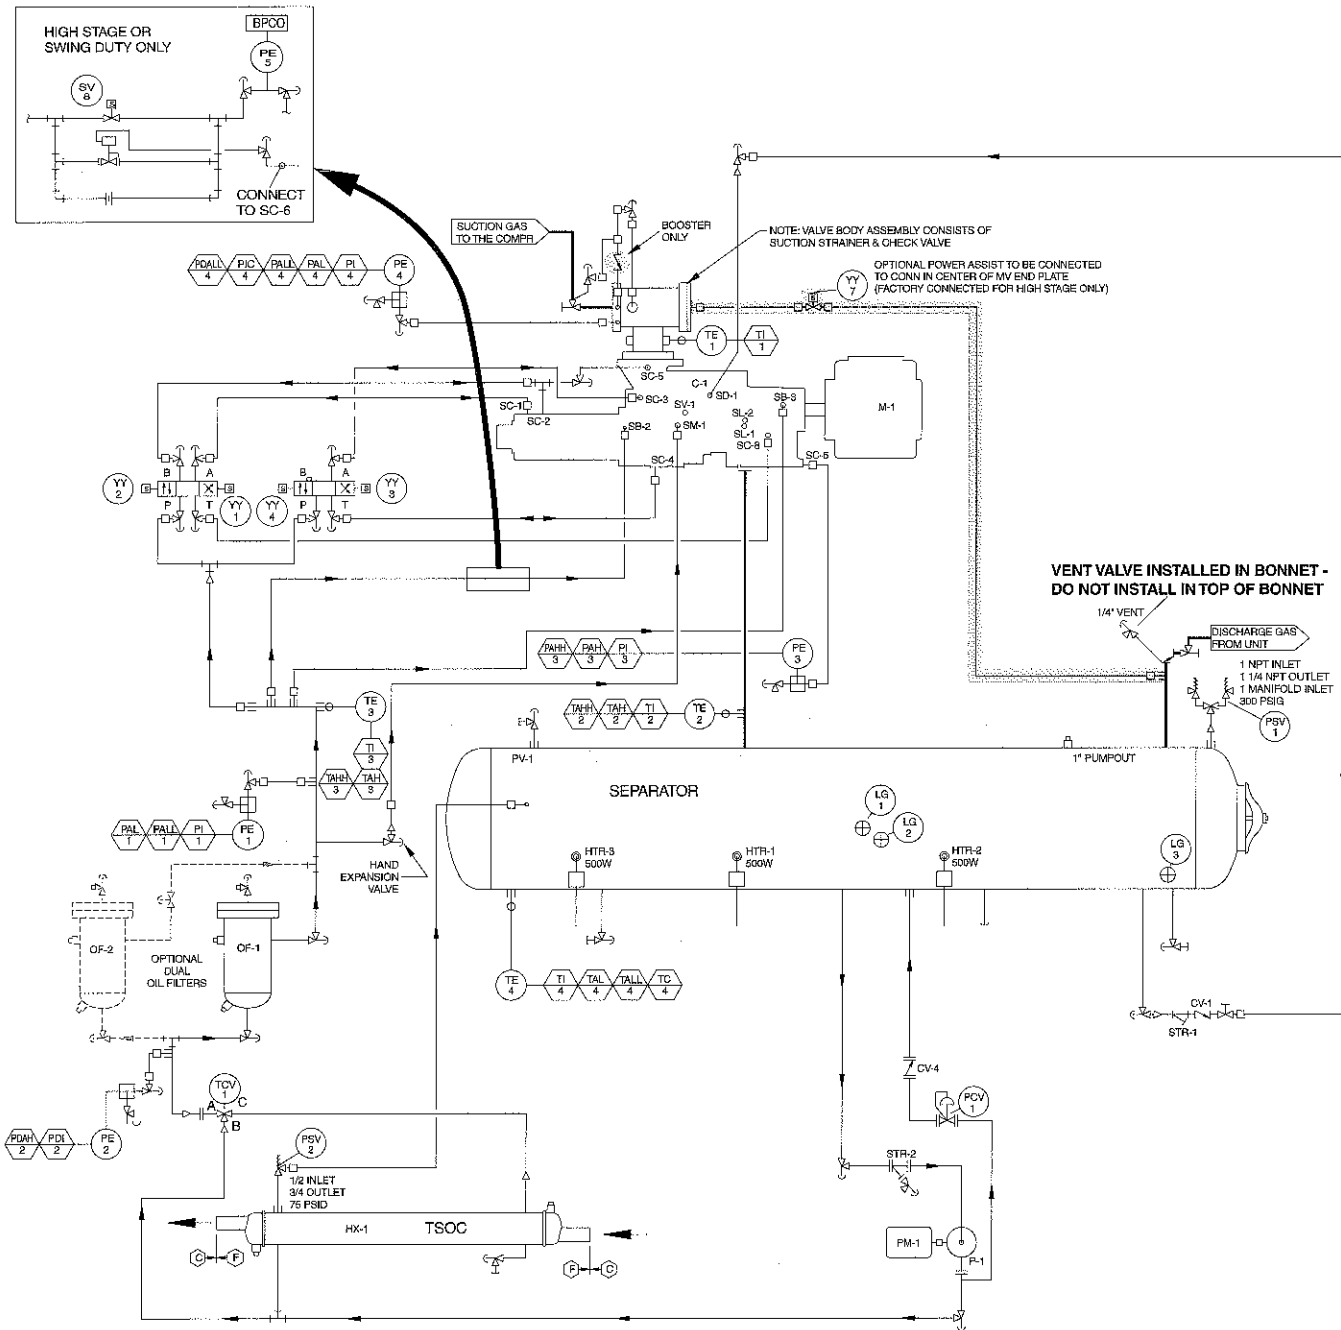 HIGH STAGE OR
SWING DUTY ONLY
BPCO
PE
5
SV
8
CONNECT
TO SC-6
SUCTION GAS
TO THE COMPR
BOOSTER
ONLY
NOTE: VALVE BODY ASSEMBLY CONSISTS OF
SUCTION STRAINER & CHECK VALVE
OPTIONAL POWER ASSIST TO BE CONNECTED
TO CONN IN CENTER OF MV END PLATE
(FACTORY CONNECTED FOR HIGH STAGE ONLY)
YY
7
PDALL
4
PIC
4
PALL
4
PAL
4
PI
4
PE
4
TE
1
TI
1
SC-5
C-1
SC-1
SC-2
SC-3
SD-1
SB-3
M-1
SV-1
SL-2
SB-2
SM-1
SL-1
SC-8
SC-4
SC-6
B
A
B
A
YY
2
YY
1
YY
4
YY
3
P
T
P
T
VENT VALVE INSTALLED IN BONNET -
DO NOT INSTALL IN TOP OF BONNET
1/4" VENT
DISCHARGE GAS
FROM UNIT
1 NPT INLET
1 1/4 NPT OUTLET
1 MANIFOLD INLET
300 PSIG
PSV
1
PAHH
3
PAH
3
PI
3
PE
3
TAHH
2
TAH
2
TI
2
TE
2
TE
3
TI
3
TAHH
3
TAH
3
PV-1
1" PUMPOUT
SEPARATOR
LG
1
LG
2
LG
3
HTR-3
500W
HTR-1
500W
HTR-2
500W
PAL
1
PALL
1
PI
1
PE
1
HAND
EXPANSION
VALVE
OF-2
OF-1
OPTIONAL
DUAL
OIL FILTERS
TE
4
TI
4
TAL
4
TALL
4
TC
4
CV-1
STR-1
CV-4
PCV
1
TCV
1
A
C
B
PDAH
2
PDI
2
PE
2
PSV
2
1/2 INLET
3/4 OUTLET
75 PSID
STR-2
HX-1
TSOC
C
F
F
C
PM-1
P-1